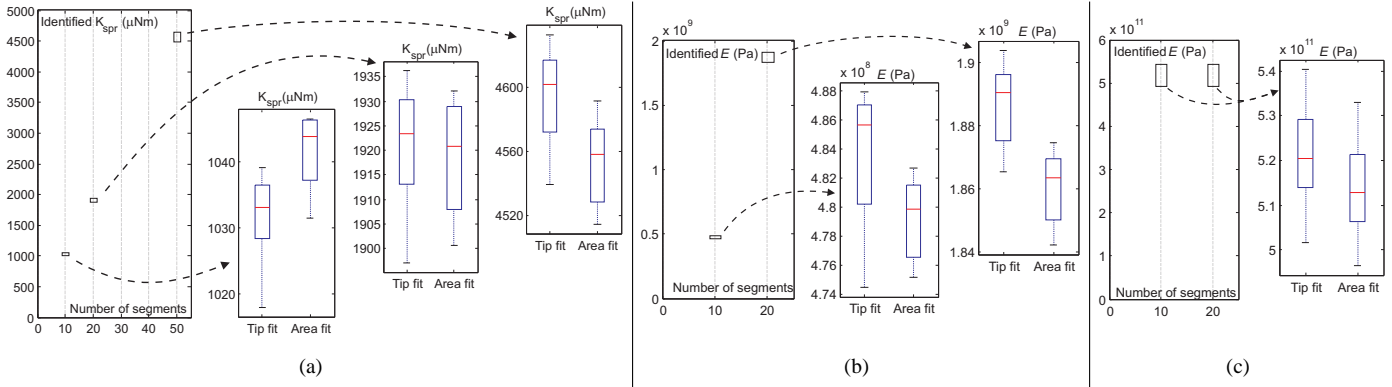 Identified K_spr (µNm)
5000
4500
4000
3500
3000
2500
2000
1500
1000
500
0
0 10 20 30 40 50
Number of segments
K_spr(µNm)
1040
1030
1020
Tip fit Area fit
K_spr(µNm)
1935
1930
1925
1920
1915
1910
1905
1900
Tip fit Area fit
K_spr(µNm)
4600
4560
4520
Tip fit Area fit
(a)
x 10^9
Identified E (Pa)
2
1.5
1
0.5
0
10 20
Number of segments
x 10^8 E (Pa)
4.88
4.86
4.84
4.82
4.8
4.78
4.76
4.74
Tip fit Area fit
x 10^9 E (Pa)
1.9
1.88
1.86
1.84
Tip fit Area fit
(b)
x 10^11
Identified E (Pa)
6
5
4
3
2
1
0
10 20
Number of segments
x 10^11 E (Pa)
5.4
5.3
5.2
5.1
5
Tip fit Area fit
(c)